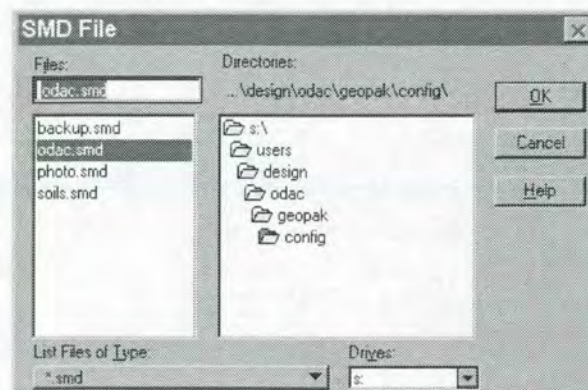 SMD File
Files:
odac.smd
backup.smd
odac.smd
photo.smd
soils.smd
Directories:
...\design\odac\geopak\config\
s:\
users
design
odac
geopak
config
OK
Cancel
Help
List Files of Type:
*.smd
Drives:
s: